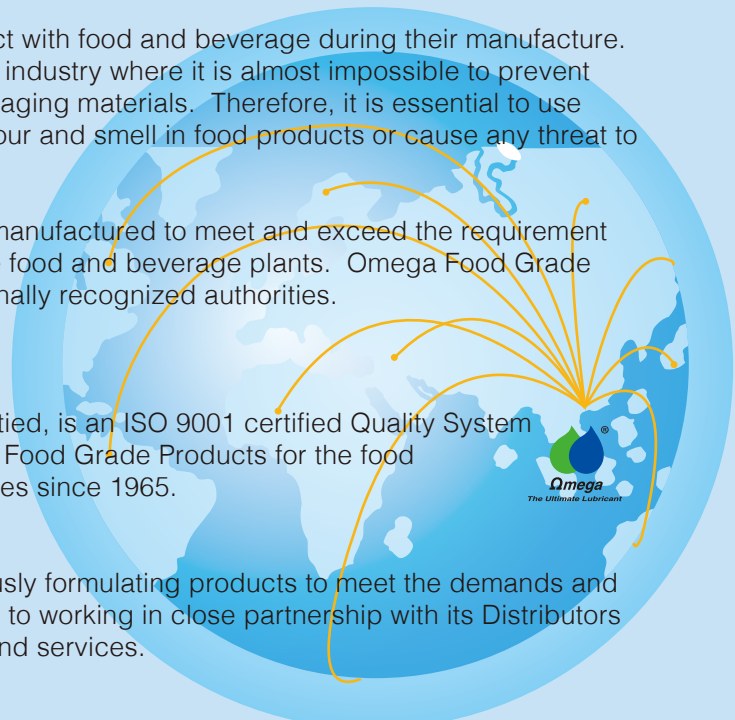 ct with food and beverage during their manufacture.
industry where it is almost impossible to prevent
aging materials. Therefore, it is essential to use
our and smell in food products or cause any threat to
manufactured to meet and exceed the requirement
food and beverage plants. Omega Food Grade
nally recognized authorities.
tied, is an ISO 9001 certified Quality System
Food Grade Products for the food
es since 1965.
®
Ωmega
The Ultimate Lubricant
usly formulating products to meet the demands and
to working in close partnership with its Distributors
nd services.